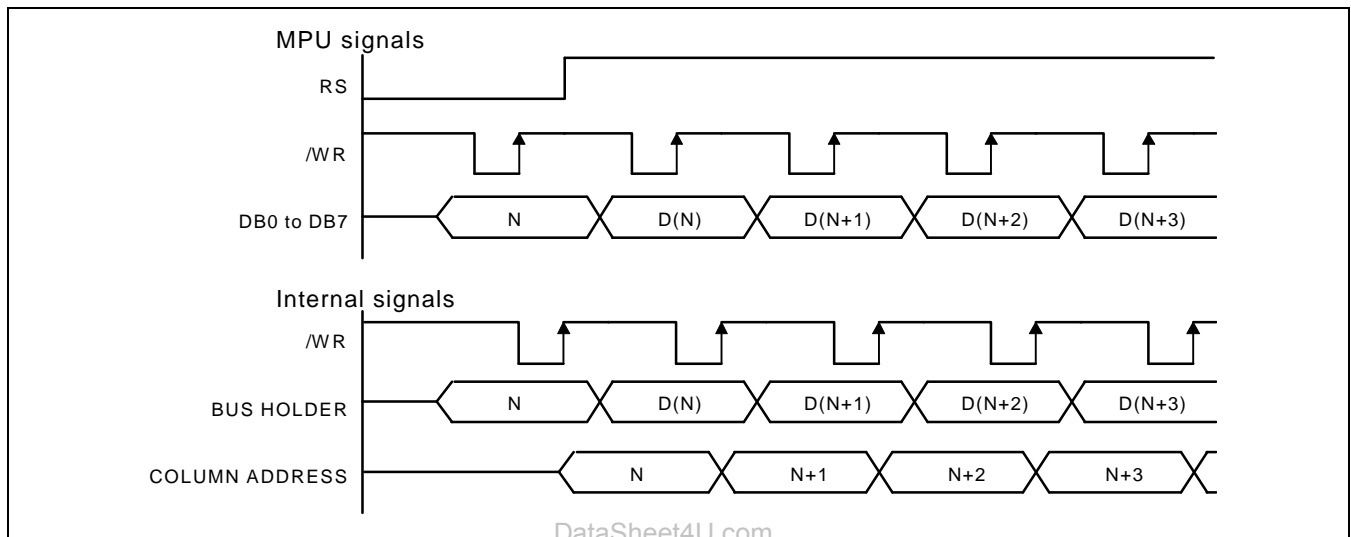 MPU signals
RS
/WR
DB0 to DB7 N D(N) D(N+1) D(N+2) D(N+3)
Internal signals
/WR
BUS HOLDER N D(N) D(N+1) D(N+2) D(N+3)
COLUMN ADDRESS N N+1 N+2 N+3
DataSheet4U.com